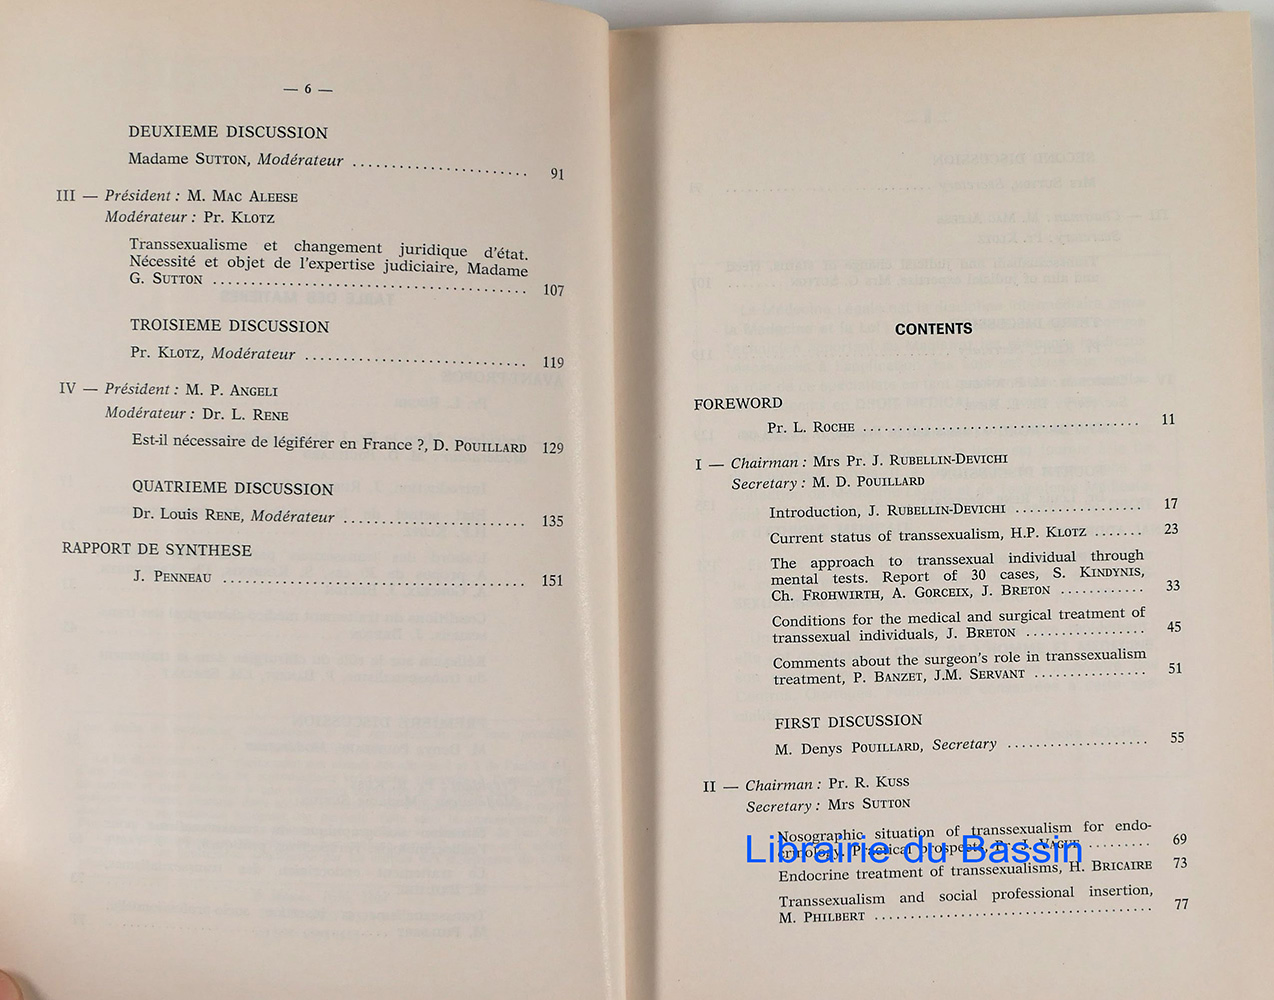 — 6 —
DEUXIEME DISCUSSION
Madame SUTTON, Modérateur .............................. 91
III — Président : M. MAC ALEESE
Modérateur : Pr. KLOTZ
Transsexualisme et changement juridique d'état.
Nécessité et objet de l'expertise judiciaire, Madame
G. SUTTON ............................................. 107
TROISIEME DISCUSSION
Pr. KLOTZ, Modérateur ................................ 119
IV — Président : M. P. ANGELI
Modérateur : Dr. L. RENE
Est-il nécessaire de légiférer en France ?, D. POUILLARD 129
QUATRIEME DISCUSSION
Dr. Louis RENE, Modérateur .......................... 135
RAPPORT DE SYNTHESE
J. PENNEAU ........................................... 151
CONTENTS
FOREWORD
Pr. L. ROCHE ....................................... 11
I — Chairman : Mrs Pr. J. RUBELLIN-DEVICHI
Secretary : M. D. POUILLARD
Introduction, J. RUBELLIN-DEVICHI .................. 17
Current status of transsexualism, H.P. KLOTZ ....... 23
The approach to transsexual individual through
mental tests. Report of 30 cases, S. KINDYNIS,
Ch. FROHWIRTH, A. GORCEIX, J. BRETON ............ 33
Conditions for the medical and surgical treatment of
transsexual individuals, J. BRETON ................. 45
Comments about the surgeon's role in transsexualism
treatment, P. BANZET, J.M. SERVANT ................ 51
FIRST DISCUSSION
M. Denys POUILLARD, Secretary .................... 55
II — Chairman : Pr. R. KUSS
Secretary : Mrs SUTTON
Nosographic situation of transsexualism for endo-
crinology. Practical prospects, Pr. J. VAGUE ......... 69
Endocrine treatment of transsexualisms, H. BRICAIRE 73
Transsexualism and social professional insertion,
M. PHILBERT ....................................... 77
Librairie du Bassin